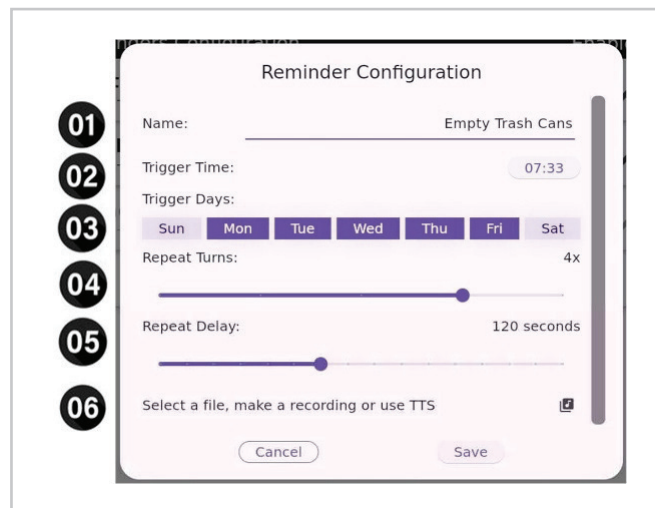 Reminder Configuration
01 Name: Empty Trash Cans
02 Trigger Time: 07:33
Trigger Days:
03 Sun Mon Tue Wed Thu Fri Sat
Repeat Turns: 4x
04
Repeat Delay: 120 seconds
05
06 Select a file, make a recording or use TTS
Cancel Save